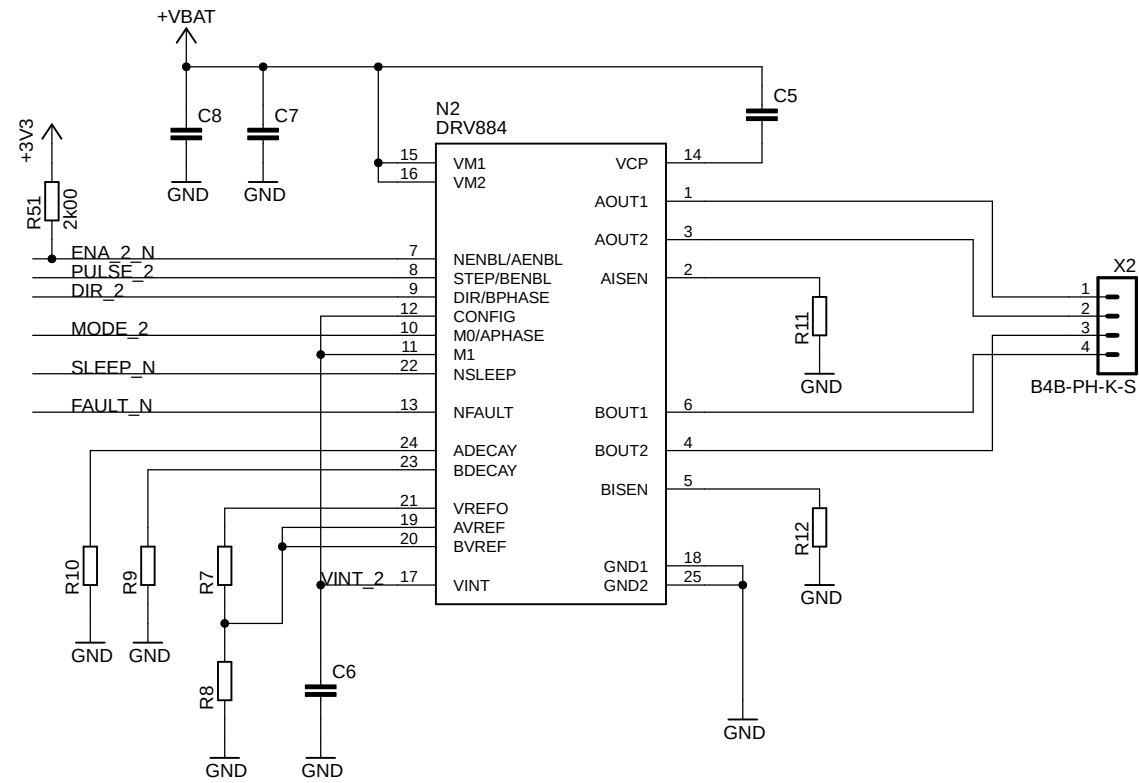 +VBAT
C8
C7
C5
N2
DRV884
+3V3
R51
2k00
GND
GND
15
VM1
16
VM2
VCP
14
AOUT1
1
AOUT2
3
AISEN
2
ENA_2_N
7
NENBL/AENBL
PULSE_2
8
STEP/BENBL
DIR_2
9
DIR/BPHASE
12
CONFIG
MODE_2
10
M0/APHASE
11
M1
SLEEP_N
22
NSLEEP
FAULT_N
13
NFAULT
24
ADECAY
23
BDECAY
21
VREFO
19
AVREF
20
BVREF
VINT_2
17
VINT
R11
GND
X2
1
2
3
4
B4B-PH-K-S
BOUT1
6
BOUT2
4
BISEN
5
R12
GND
GND1
18
GND2
25
R10
R9
R7
GND
GND
R8
C6
GND
GND
GND